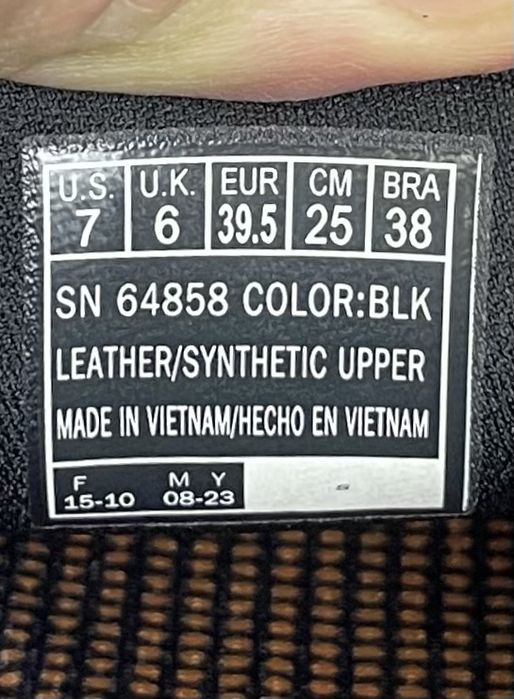 U.S. U.K. EUR CM BRA
7 6 39.5 25 38
SN 64858 COLOR:BLK
LEATHER/SYNTHETIC UPPER
MADE IN VIETNAM/HECHO EN VIETNAM
F M Y
15-10 08-23